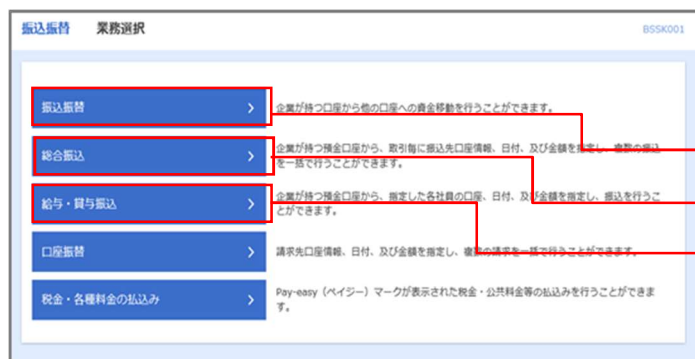 振込振替 業務選択 BSSK001
振込振替 企業が持つ口座から他の口座への資金移動を行うことができます。
総合振込 企業が持つ預金口座から、取引毎に振込先口座情報、日付、及び金額を指定し、複数の振込
を一括で行うことができます。
給与・賞与振込 企業が持つ預金口座から、指定した各社員の口座、日付、及び金額を指定し、振込を行うこ
とができます。
口座振替 請求先口座情報、日付、及び金額を指定し、複数の請求を一括で行うことができます。
税金・各種料金の払込み Pay-easy（ペイジー）マークが表示された税金・公共料金等の払込みを行うことができま
す。